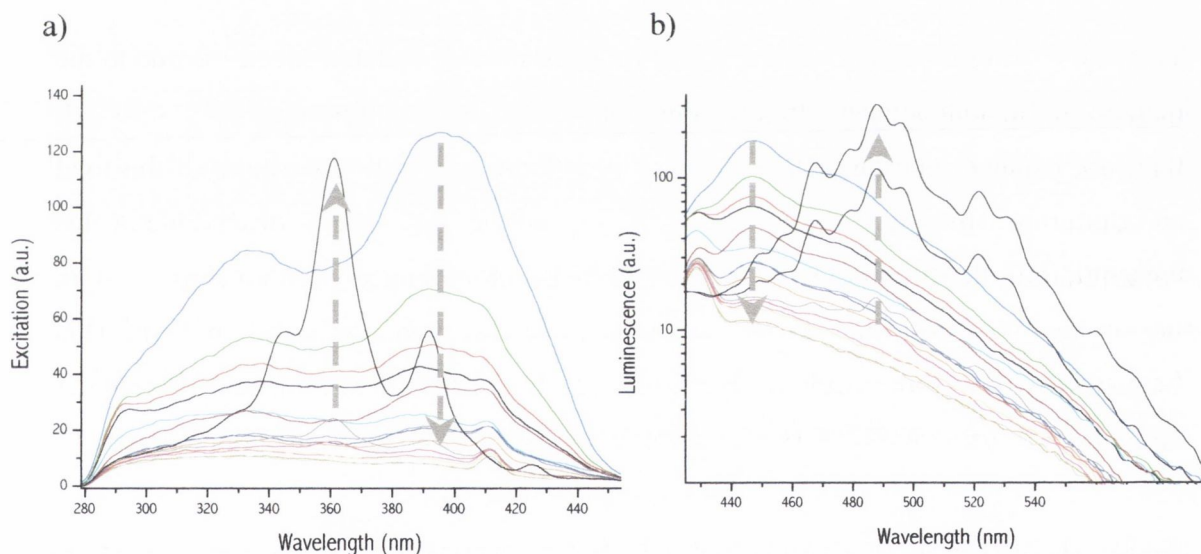 a)
b)
140
120
100
80
60
40
20
0
Excitation (a.u.)
280 300 320 340 360 380 400 420 440
Wavelength (nm)
100
10
Luminescence (a.u.)
440 460 480 500 520 540
Wavelength (nm)